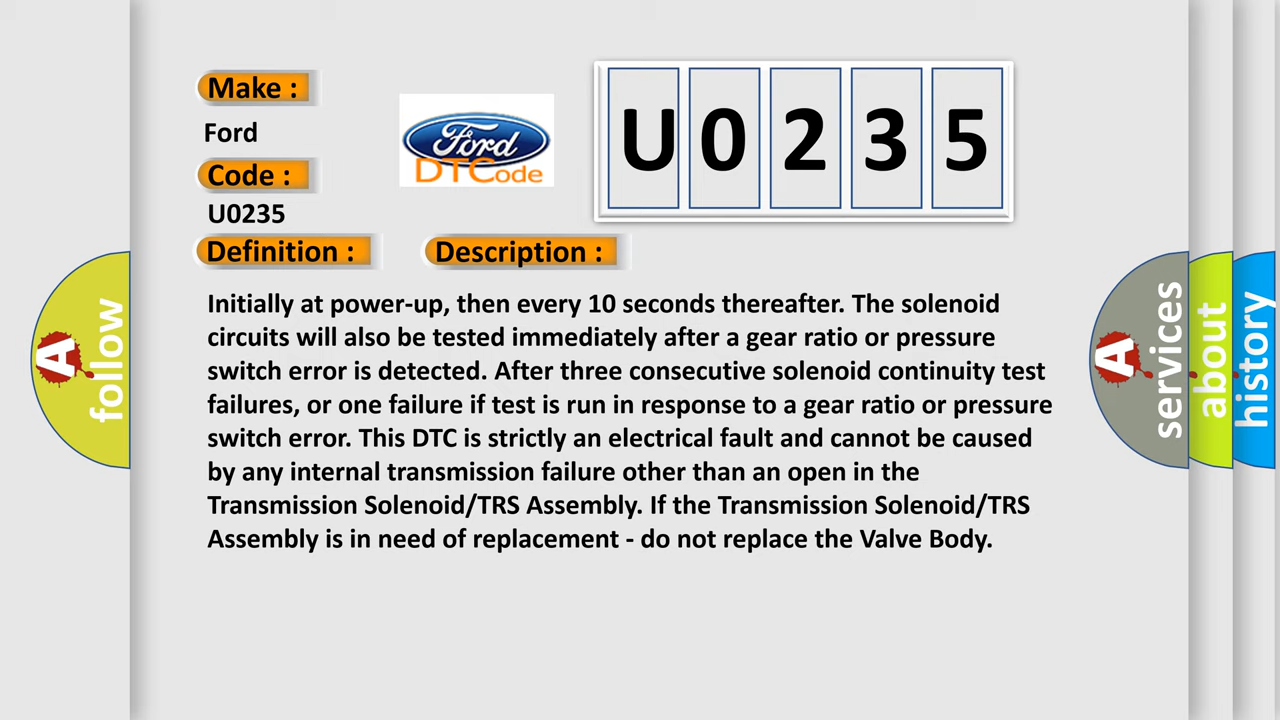 Make :
Ford
Code :
U0235
Ford
DTCode
U0235
Definition :
Description :
Initially at power-up, then every 10 seconds thereafter. The solenoid
circuits will also be tested immediately after a gear ratio or pressure
switch error is detected. After three consecutive solenoid continuity test
failures, or one failure if test is run in response to a gear ratio or pressure
switch error. This DTC is strictly an electrical fault and cannot be caused
by any internal transmission failure other than an open in the
Transmission Solenoid/TRS Assembly. If the Transmission Solenoid/TRS
Assembly is in need of replacement - do not replace the Valve Body.
A
follow
A
services
about
history